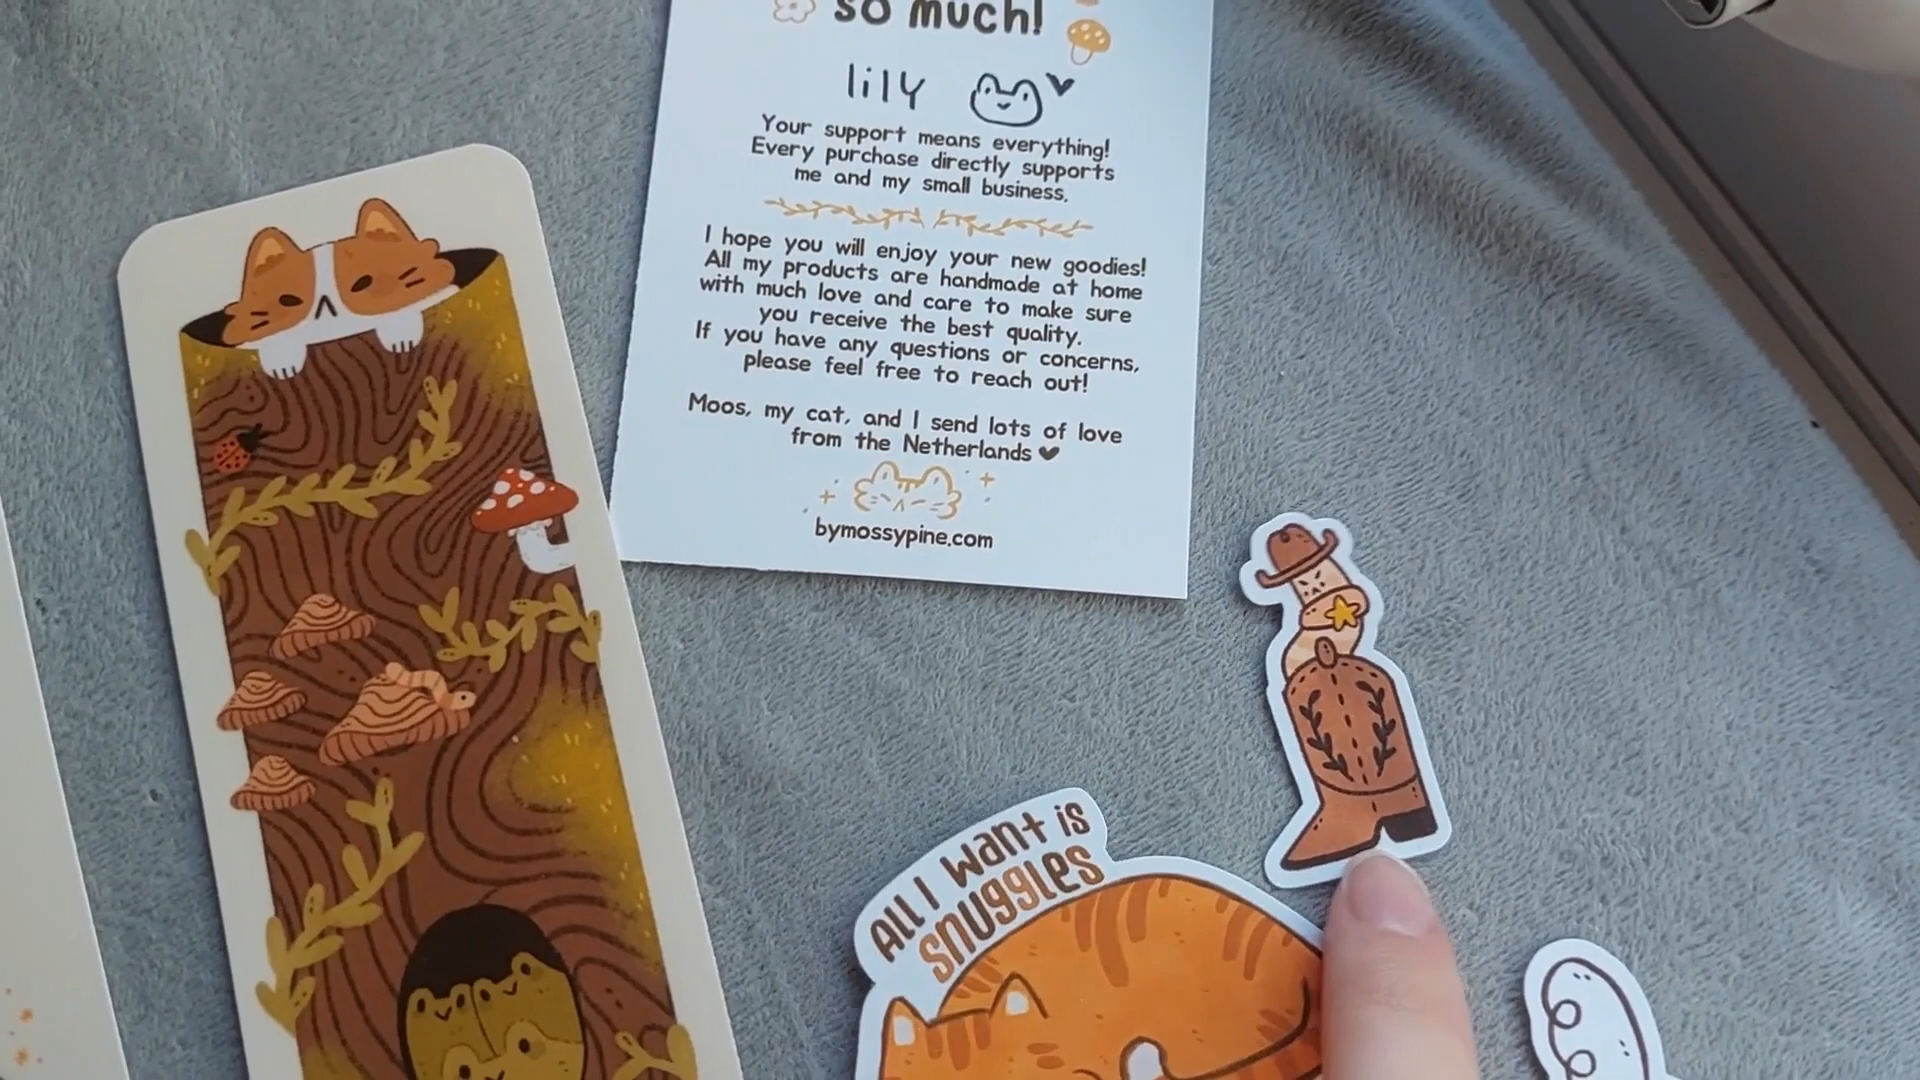 so much!
lily
Your support means everything!
Every purchase directly supports
me and my small business.
I hope you will enjoy your new goodies!
All my products are handmade at home
with much love and care to make sure
you receive the best quality.
If you have any questions or concerns,
please feel free to reach out!
Moos, my cat, and I send lots of love
from the Netherlands
bymossypine.com
All I want is
snuggles